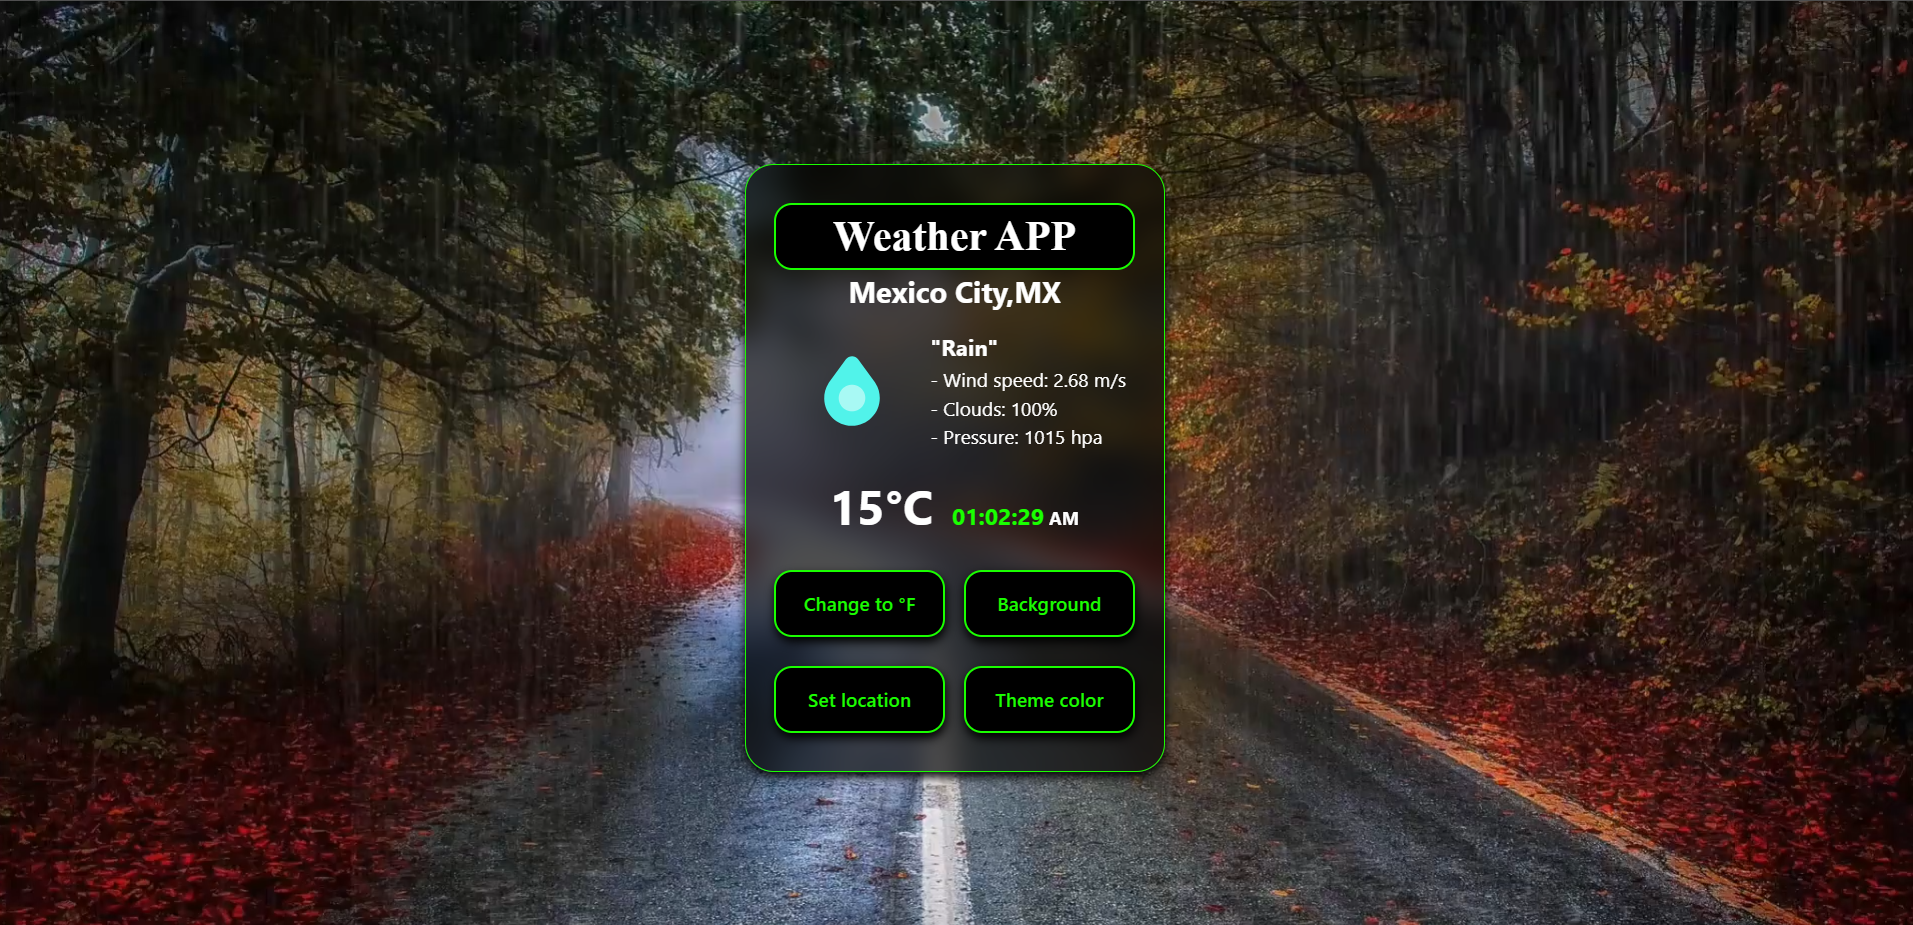 Weather APP
Mexico City,MX
"Rain"
- Wind speed: 2.68 m/s
- Clouds: 100%
- Pressure: 1015 hpa
15°C 01:02:29 AM
Change to °F
Background
Set location
Theme color